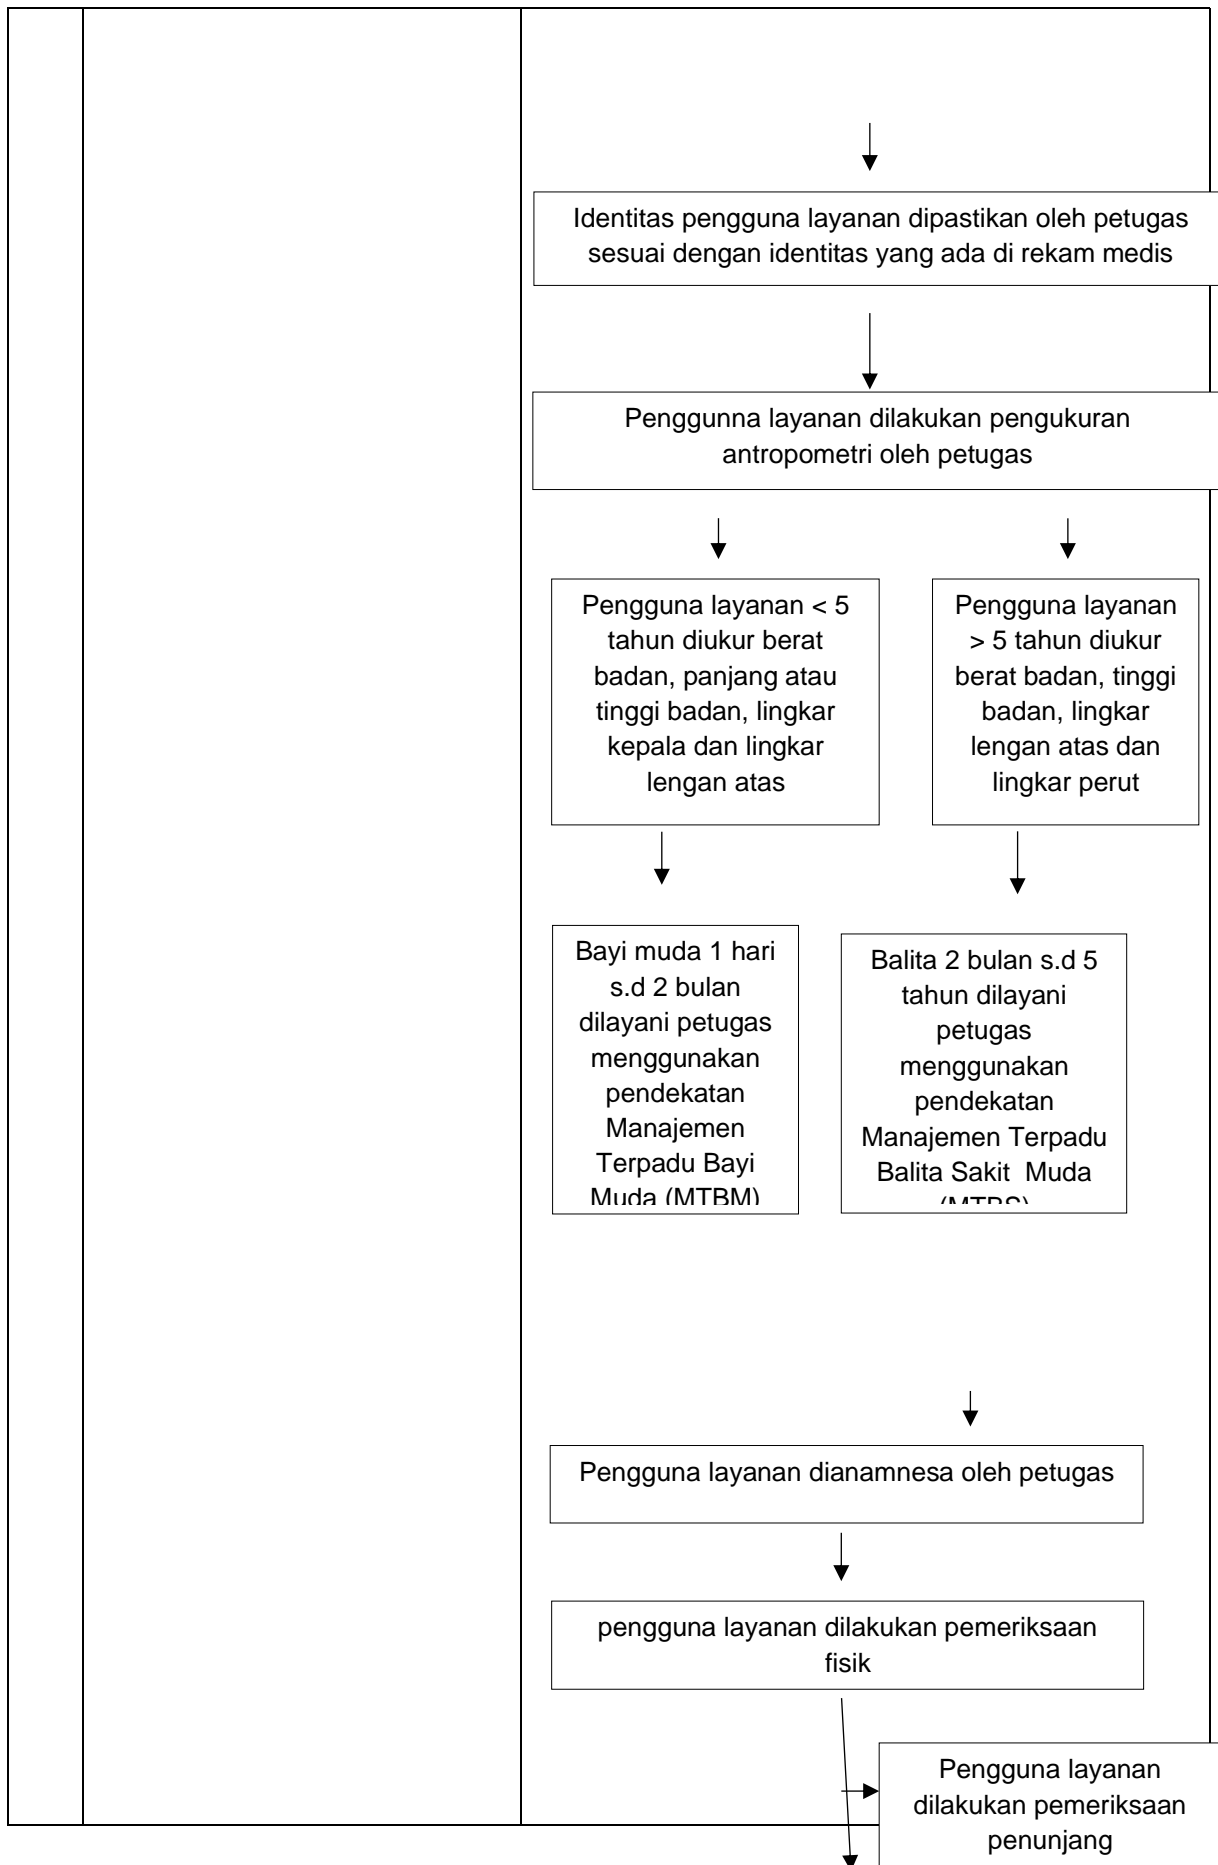 Identitas pengguna layanan dipastikan oleh petugas
sesuai dengan identitas yang ada di rekam medis
Penggunna layanan dilakukan pengukuran
antropometri oleh petugas
Pengguna layanan < 5
tahun diukur berat
badan, panjang atau
tinggi badan, lingkar
kepala dan lingkar
lengan atas
Pengguna layanan
> 5 tahun diukur
berat badan, tinggi
badan, lingkar
lengan atas dan
lingkar perut
Bayi muda 1 hari
s.d 2 bulan
dilayani petugas
menggunakan
pendekatan
Manajemen
Terpadu Bayi
Muda (MTBM)
Balita 2 bulan s.d 5
tahun dilayani
petugas
menggunakan
pendekatan
Manajemen Terpadu
Balita Sakit  Muda
(MTBS)
Pengguna layanan dianamnesa oleh petugas
pengguna layanan dilakukan pemeriksaan
fisik
Pengguna layanan
dilakukan pemeriksaan
penunjang